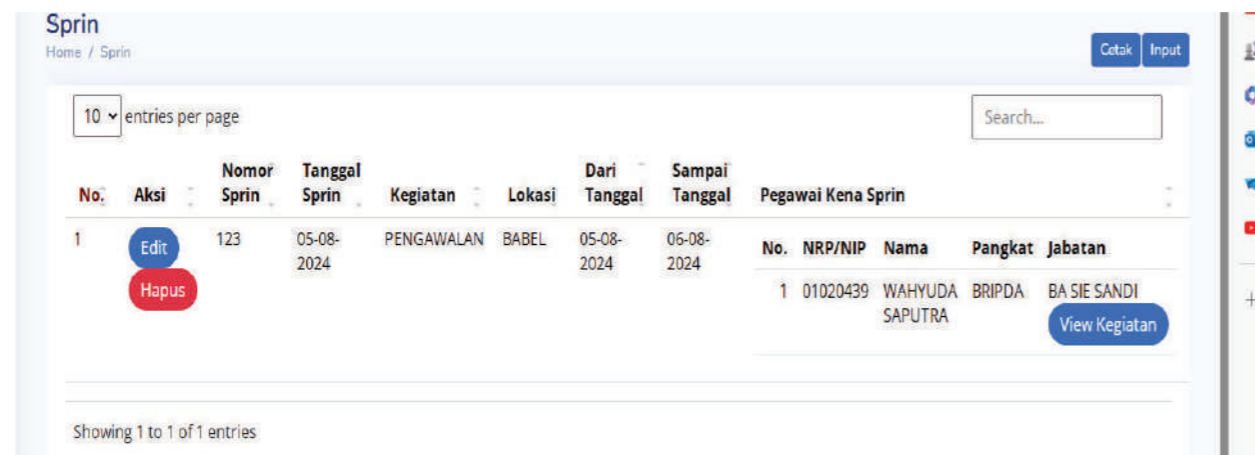 Sprin
Home / Sprin
Cetak Input
10 entries per page
Search...
No. Aksi Nomor Sprin Tanggal Sprin Kegiatan Lokasi Dari Tanggal Sampai Tanggal Pegawai Kena Sprin
1 Edit Hapus 123 05-08-2024 PENGAWALAN BABEL 05-08-2024 06-08-2024
No. NRP/NIP Nama Pangkat Jabatan
1 01020439 WAHYUDA SAPUTRA BRIPDA BA SIE SANDI
View Kegiatan
Showing 1 to 1 of 1 entries